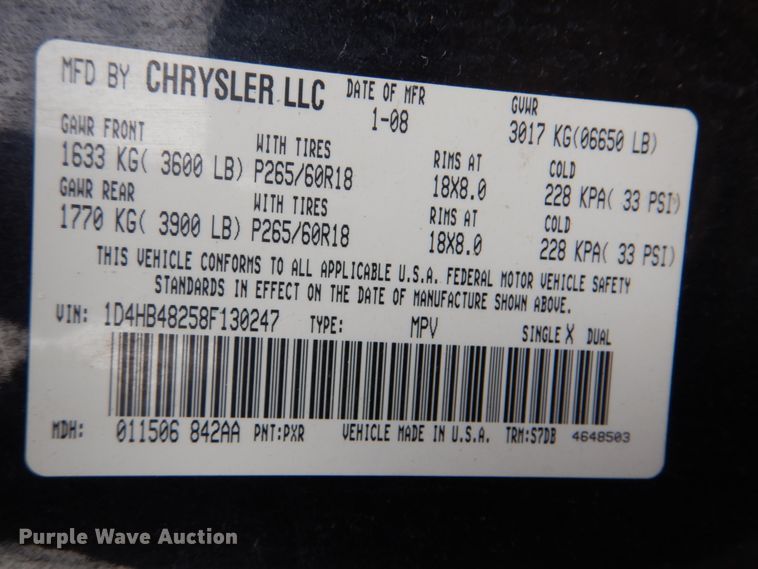 MFD BY CHRYSLER LLC DATE OF MFR GVWR
1-08 3017 KG(06650 LB)
GAWR FRONT WITH TIRES RIMS AT COLD
1633 KG( 3600 LB) P265/60R18 18X8.0 228 KPA( 33 PSI)
GAWR REAR WITH TIRES RIMS AT COLD
1770 KG( 3900 LB) P265/60R18 18X8.0 228 KPA( 33 PSI)
THIS VEHICLE CONFORMS TO ALL APPLICABLE U.S.A. FEDERAL MOTOR VEHICLE SAFETY
STANDARDS IN EFFECT ON THE DATE OF MANUFACTURE SHOWN ABOVE.
VIN: 1D4HB48258F130247 TYPE: MPV SINGLE X DUAL
MDH: 011506 842AA PNT:PXR VEHICLE MADE IN U.S.A. TRM:S7DB 4648503
Purple Wave Auction